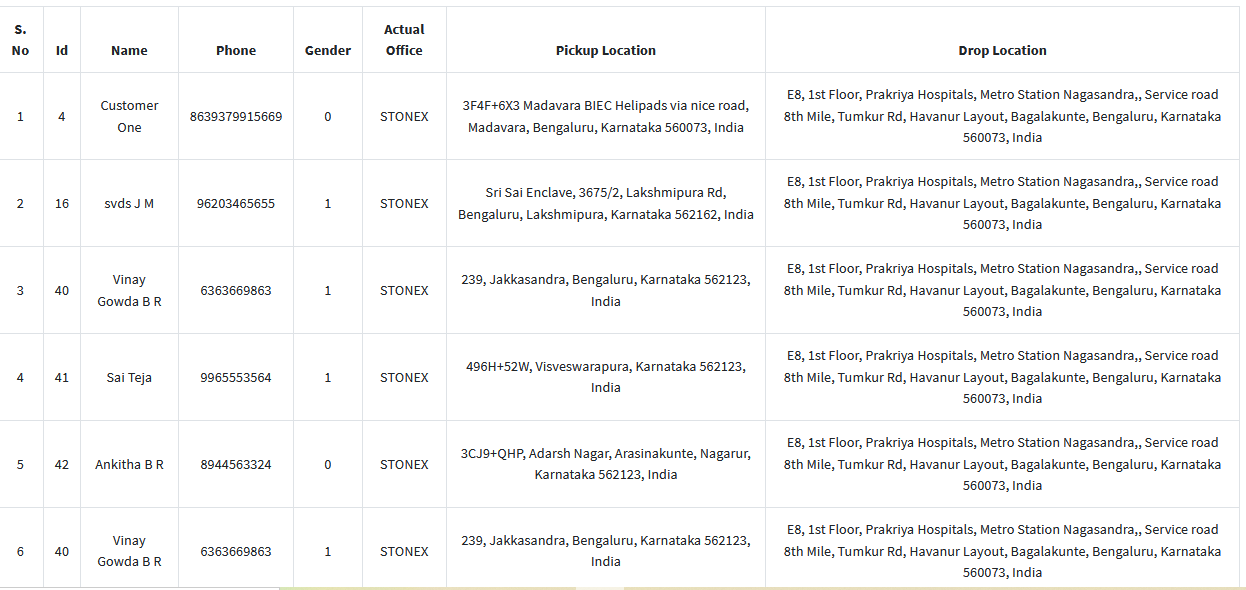 S. No Id Name Phone Gender Actual Office Pickup Location Drop Location
1 4 Customer One 8639379915669 0 STONEX 3F4F+6X3 Madavara BIEC Helipads via nice road, Madavara, Bengaluru, Karnataka 560073, India E8, 1st Floor, Prakriya Hospitals, Metro Station Nagasandra,, Service road 8th Mile, Tumkur Rd, Havanur Layout, Bagalakunte, Bengaluru, Karnataka 560073, India
2 16 svds J M 96203465655 1 STONEX Sri Sai Enclave, 3675/2, Lakshmipura Rd, Bengaluru, Lakshmipura, Karnataka 562162, India E8, 1st Floor, Prakriya Hospitals, Metro Station Nagasandra,, Service road 8th Mile, Tumkur Rd, Havanur Layout, Bagalakunte, Bengaluru, Karnataka 560073, India
3 40 Vinay Gowda B R 6363669863 1 STONEX 239, Jakkasandra, Bengaluru, Karnataka 562123, India E8, 1st Floor, Prakriya Hospitals, Metro Station Nagasandra,, Service road 8th Mile, Tumkur Rd, Havanur Layout, Bagalakunte, Bengaluru, Karnataka 560073, India
4 41 Sai Teja 9965553564 1 STONEX 496H+52W, Visveswarapura, Karnataka 562123, India E8, 1st Floor, Prakriya Hospitals, Metro Station Nagasandra,, Service road 8th Mile, Tumkur Rd, Havanur Layout, Bagalakunte, Bengaluru, Karnataka 560073, India
5 42 Ankitha B R 8944563324 0 STONEX 3CJ9+QHP, Adarsh Nagar, Arasinakunte, Nagarur, Karnataka 562123, India E8, 1st Floor, Prakriya Hospitals, Metro Station Nagasandra,, Service road 8th Mile, Tumkur Rd, Havanur Layout, Bagalakunte, Bengaluru, Karnataka 560073, India
6 40 Vinay Gowda B R 6363669863 1 STONEX 239, Jakkasandra, Bengaluru, Karnataka 562123, India E8, 1st Floor, Prakriya Hospitals, Metro Station Nagasandra,, Service road 8th Mile, Tumkur Rd, Havanur Layout, Bagalakunte, Bengaluru, Karnataka 560073, India